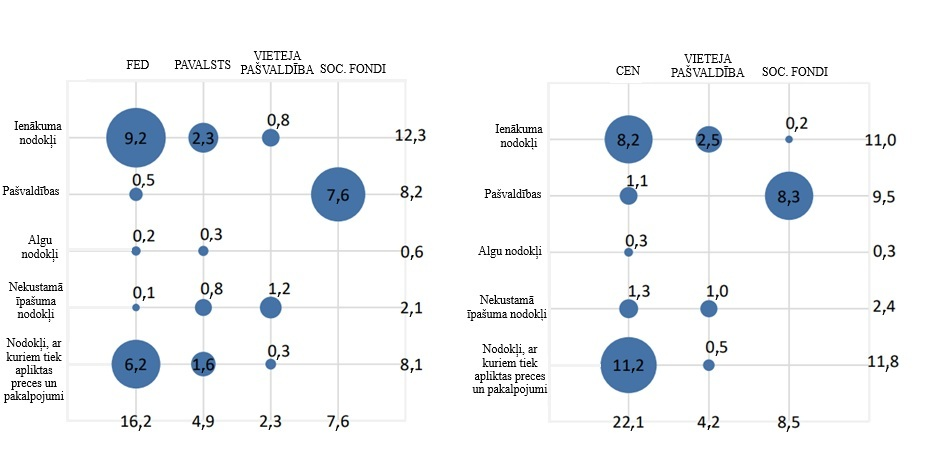 FED PAVALSTS VIETEJA
PAŠVALDĪBA SOC. FONDI
Ienākuma
nodokļi
9,2 2,3 0,8 12,3
Pašvaldības
0,5 7,6 8,2
Algu
nodokļi
0,2 0,3 0,6
Nekustamā
īpašuma
nodokļi
0,1 0,8 1,2 2,1
Nodokļi, ar
kuriem tiek
apliktas
preces un
pakalpojumi
6,2 1,6 0,3 8,1
16,2 4,9 2,3 7,6
CEN VIETEJA
PAŠVALDĪBA SOC. FONDI
Ienākuma
nodokļi
8,2 2,5 0,2 11,0
Pašvaldības
1,1 8,3 9,5
Algu nodokļi
0,3 0,3
Nekustamā
īpašuma nodokļi
1,3 1,0 2,4
Nodokļi, ar
kuriem tiek
apliktas preces
un pakalpojumi
11,2 0,5 11,8
22,1 4,2 8,5